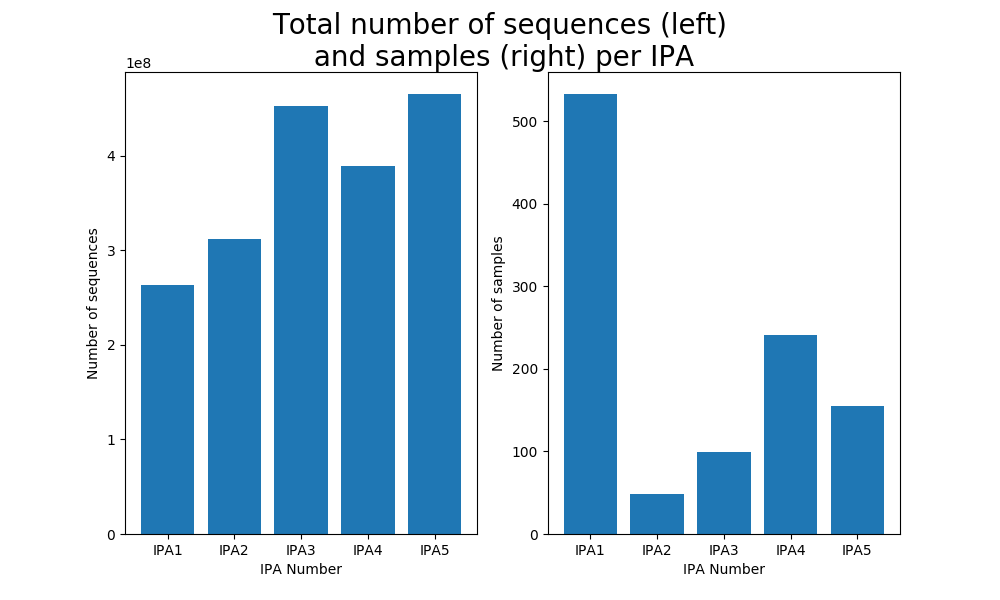 Total number of sequences (left)
and samples (right) per IPA
1e8
4
3
2
1
0
Number of sequences
IPA1 IPA2 IPA3 IPA4 IPA5
IPA Number
500
400
300
200
100
0
Number of samples
IPA1 IPA2 IPA3 IPA4 IPA5
IPA Number